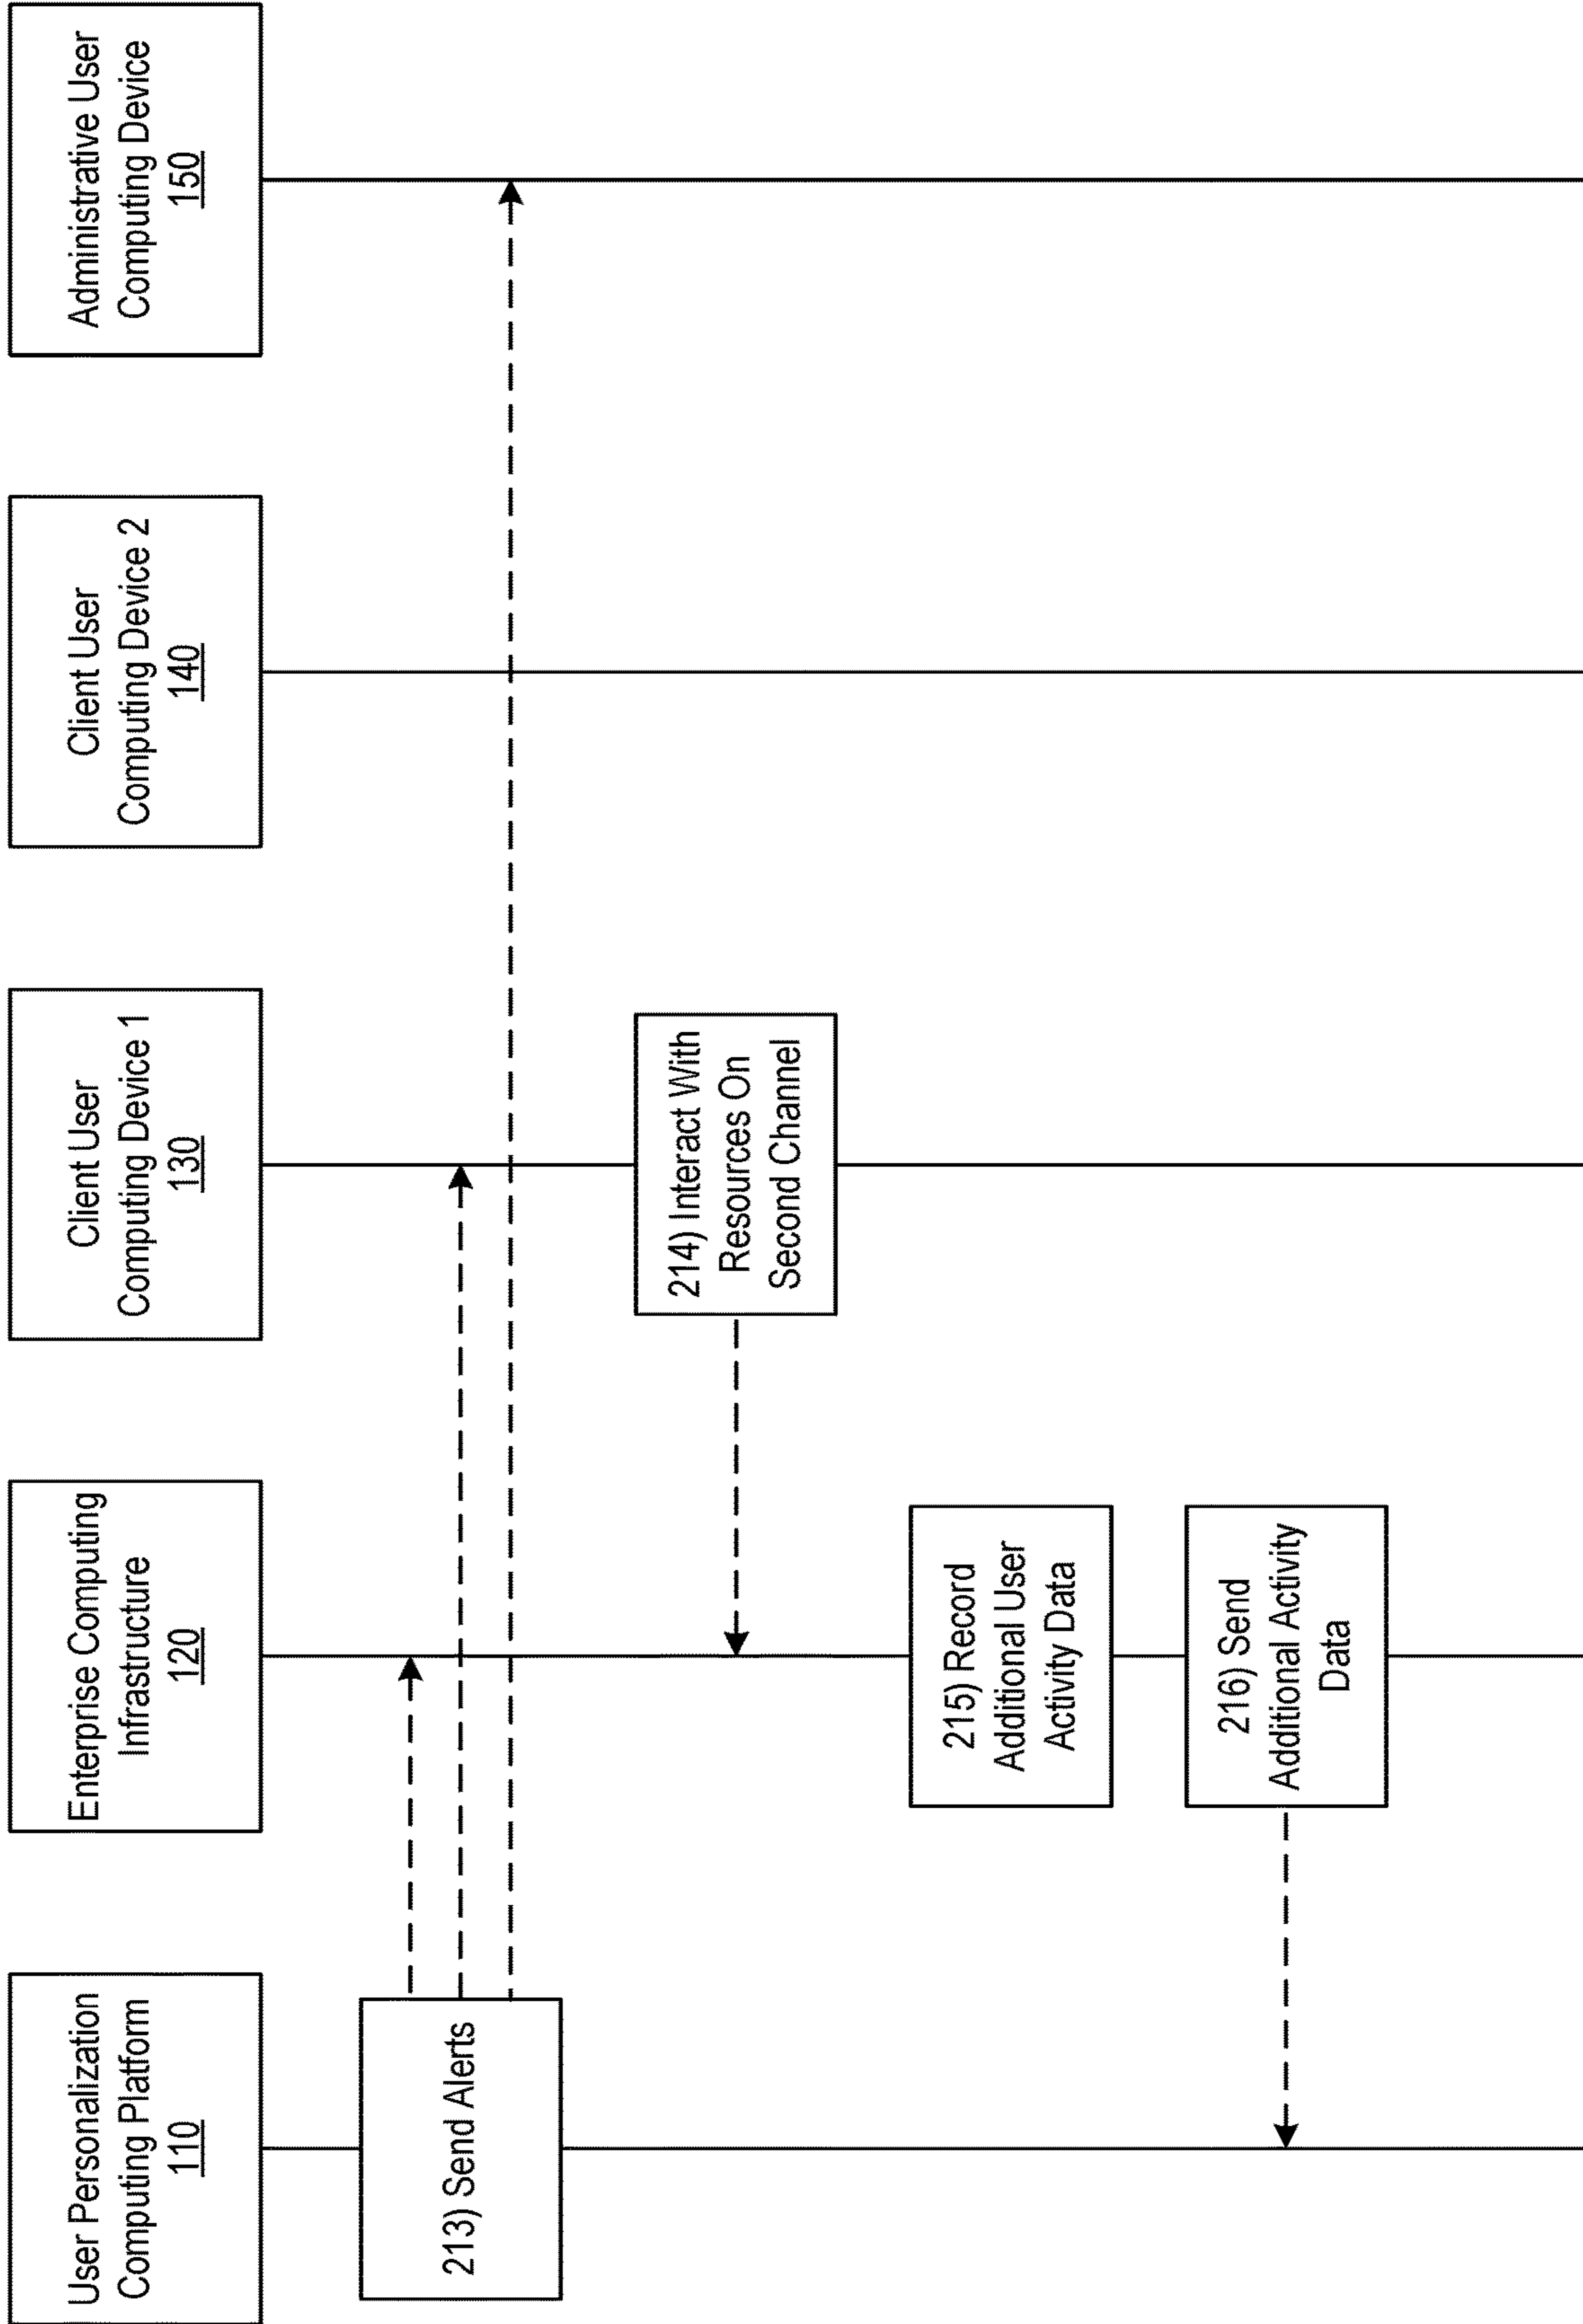 User Personalization
Computing Platform
110
Enterprise Computing
Infrastructure
120
Client User
Computing Device 1
130
Client User
Computing Device 2
140
Administrative User
Computing Device
150
213) Send Alerts
214) Interact With
Resources On
Second Channel
215) Record
Additional User
Activity Data
216) Send
Additional Activity
Data